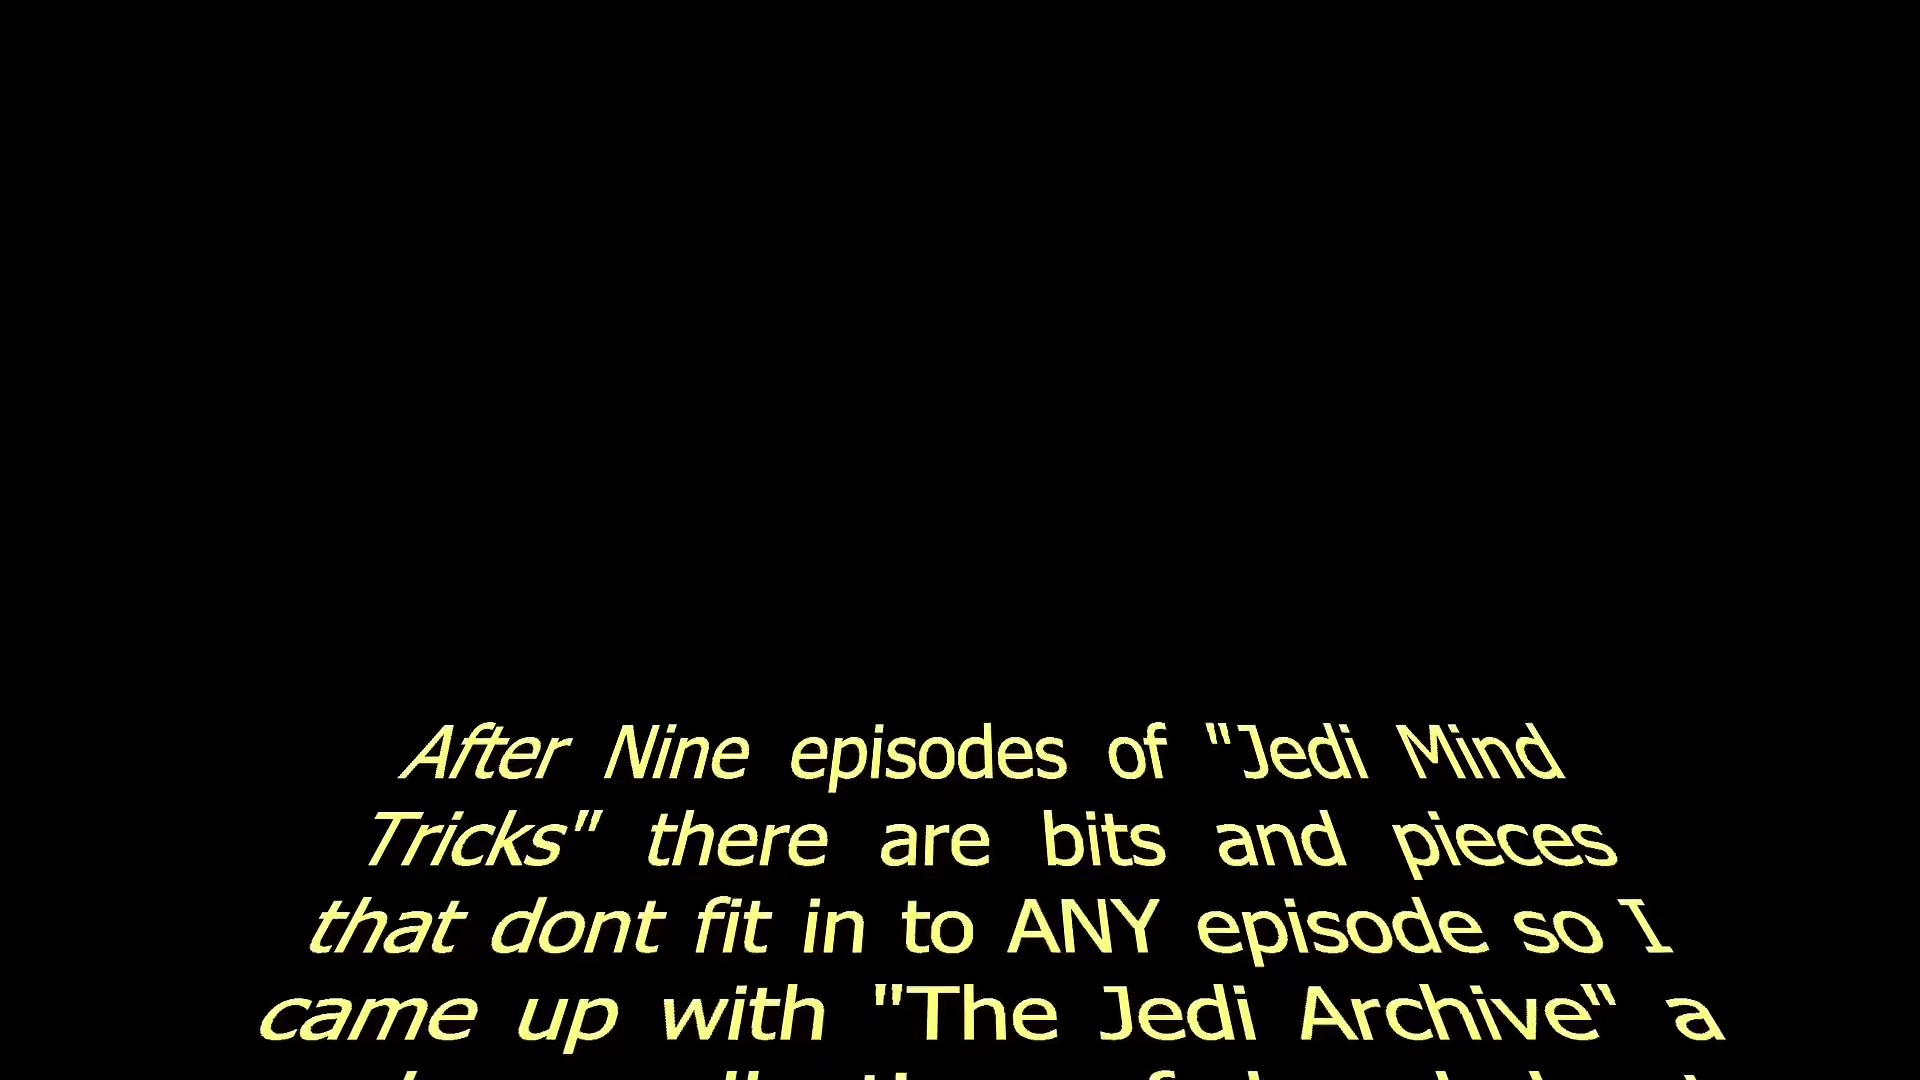 After Nine episodes of "Jedi Mind
Tricks" there are bits and pieces
that dont fit in to ANY episode so I
came up with "The Jedi Archive" a